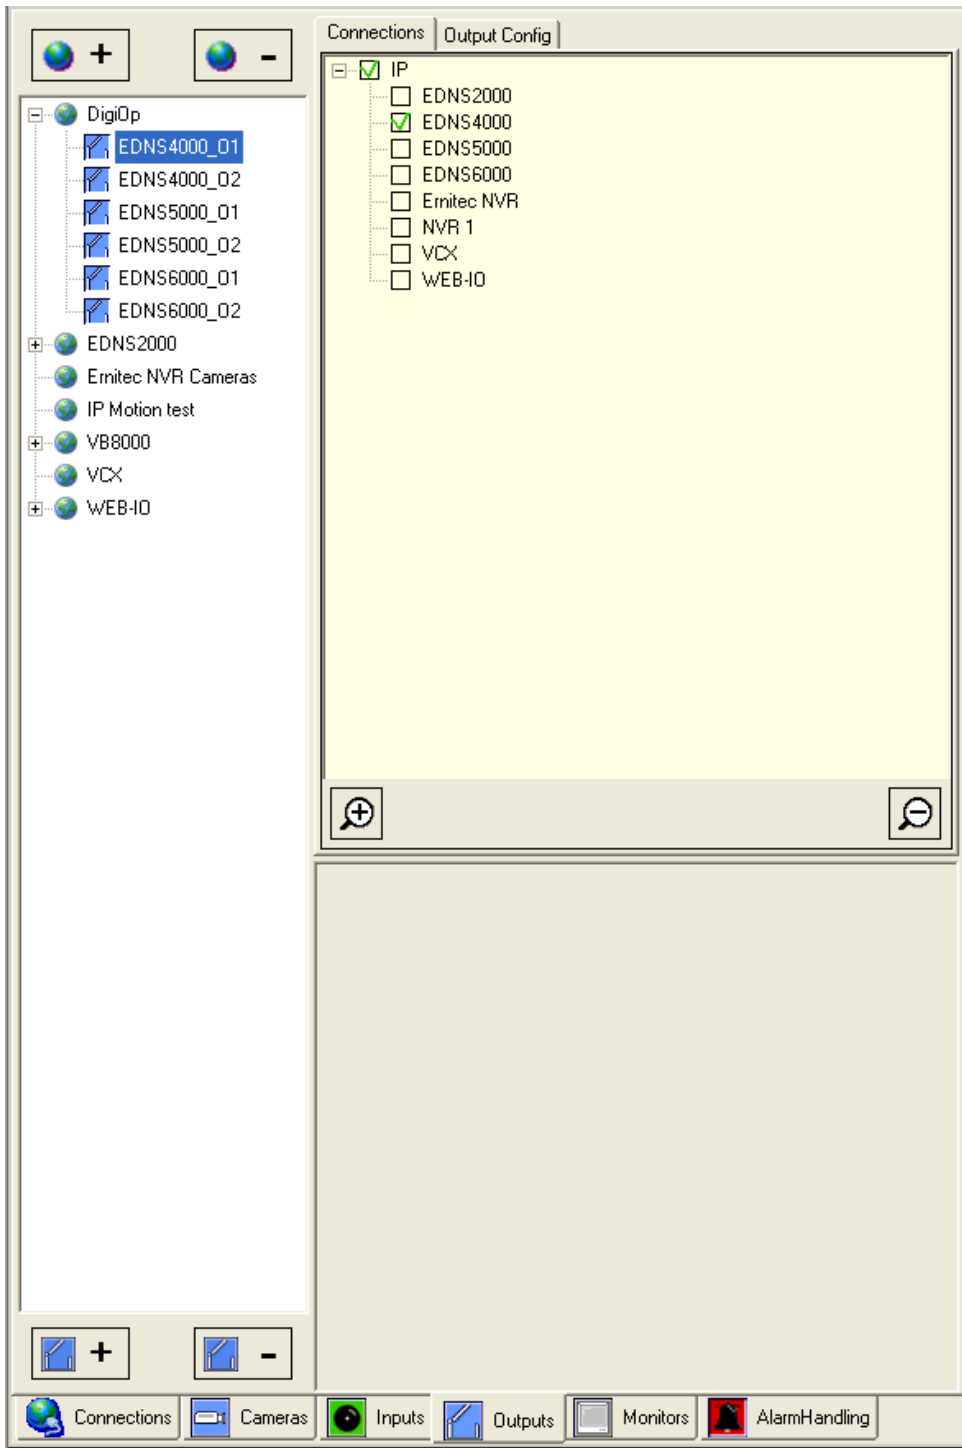 +
-
DigiOp
EDNS4000_01
EDNS4000_02
EDNS5000_01
EDNS5000_02
EDNS6000_01
EDNS6000_02
EDNS2000
Ernitec NVR Cameras
IP Motion test
VB8000
VCX
WEB-IO
+
-
Connections
Output Config
IP
EDNS2000
EDNS4000
EDNS5000
EDNS6000
Ernitec NVR
NVR 1
VCX
WEB-IO
Connections
Cameras
Inputs
Outputs
Monitors
AlarmHandling